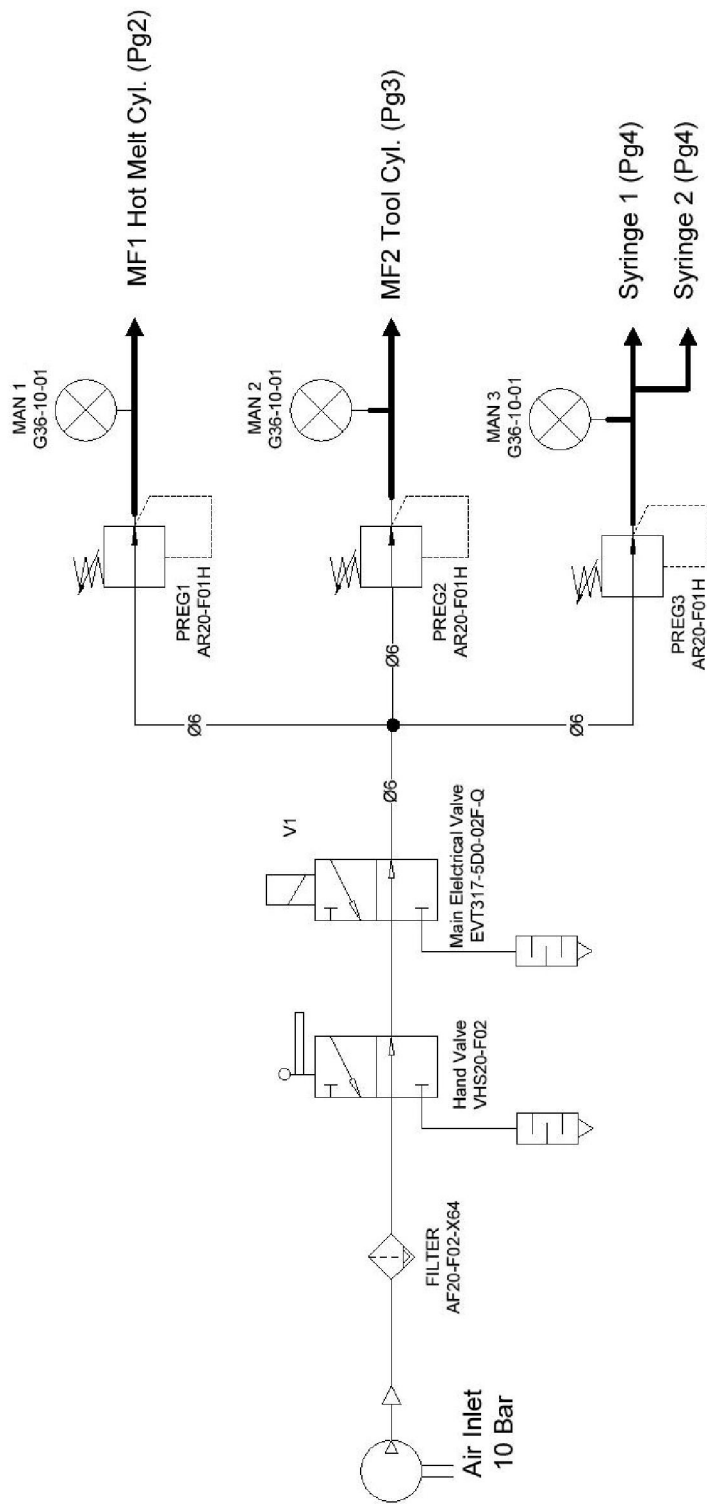 Air Inlet
10 Bar
FILTER
AF20-F02-X64
Hand Valve
VHS20-F02
V1
Main Elelctrical Valve
EVT317-5D0-02F-Q
Ø6
Ø6
Ø6
Ø6
PREG1
AR20-F01H
MAN 1
G36-10-01
MF1 Hot Melt Cyl. (Pg2)
PREG2
AR20-F01H
MAN 2
G36-10-01
MF2 Tool Cyl. (Pg3)
PREG3
AR20-F01H
MAN 3
G36-10-01
Syringe 1 (Pg4)
Syringe 2 (Pg4)